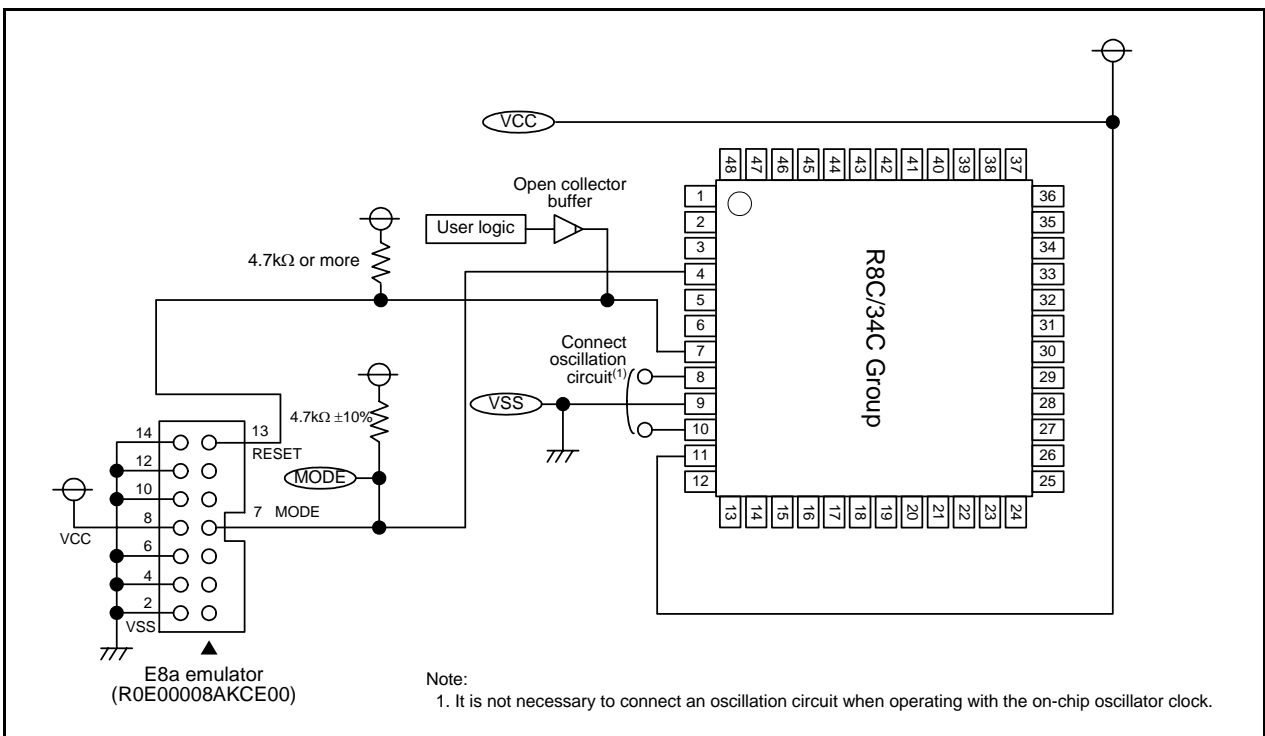 VCC
Open collector
buffer
User logic
4.7kΩ or more
Connect
oscillation
circuit(1)
VSS
4.7kΩ ±10%
MODE
R8C/34C Group
48 47 46 45 44 43 42 41 40 39 38 37
1
2
3
4
5
6
7
8
9
10
11
12
36
35
34
33
32
31
30
29
28
27
26
25
13 14 15 16 17 18 19 20 21 22 23 24
14
13
RESET
12
10
7 MODE
8
VCC
6
4
2
VSS
E8a emulator
(R0E00008AKCE00)
Note:
1. It is not necessary to connect an oscillation circuit when operating with the on-chip oscillator clock.